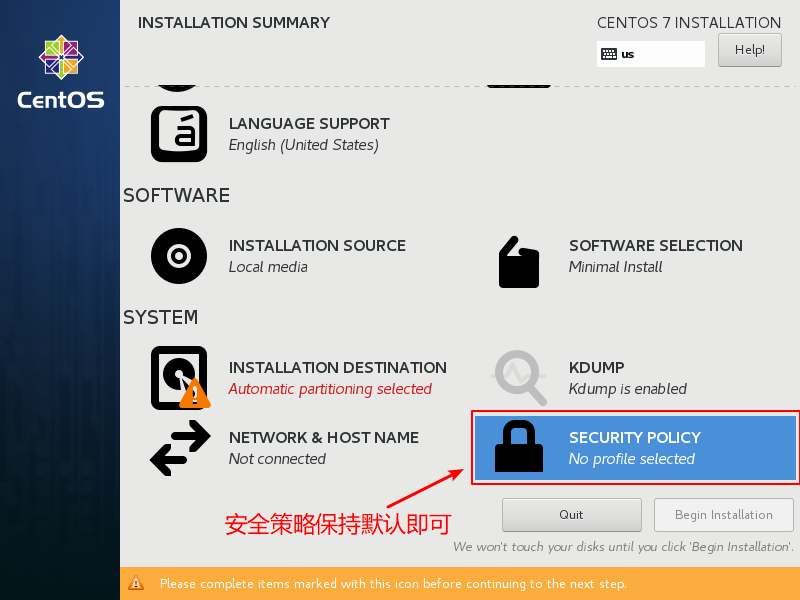 INSTALLATION SUMMARY
CENTOS 7 INSTALLATION
us
Help!
CentOS
LANGUAGE SUPPORT
English (United States)
SOFTWARE
INSTALLATION SOURCE
Local media
SOFTWARE SELECTION
Minimal Install
SYSTEM
INSTALLATION DESTINATION
Automatic partitioning selected
KDUMP
Kdump is enabled
NETWORK & HOST NAME
Not connected
SECURITY POLICY
No profile selected
安全策略保持默认即可
Quit
Begin Installation
We won't touch your disks until you click 'Begin Installation'.
Please complete items marked with this icon before continuing to the next step.